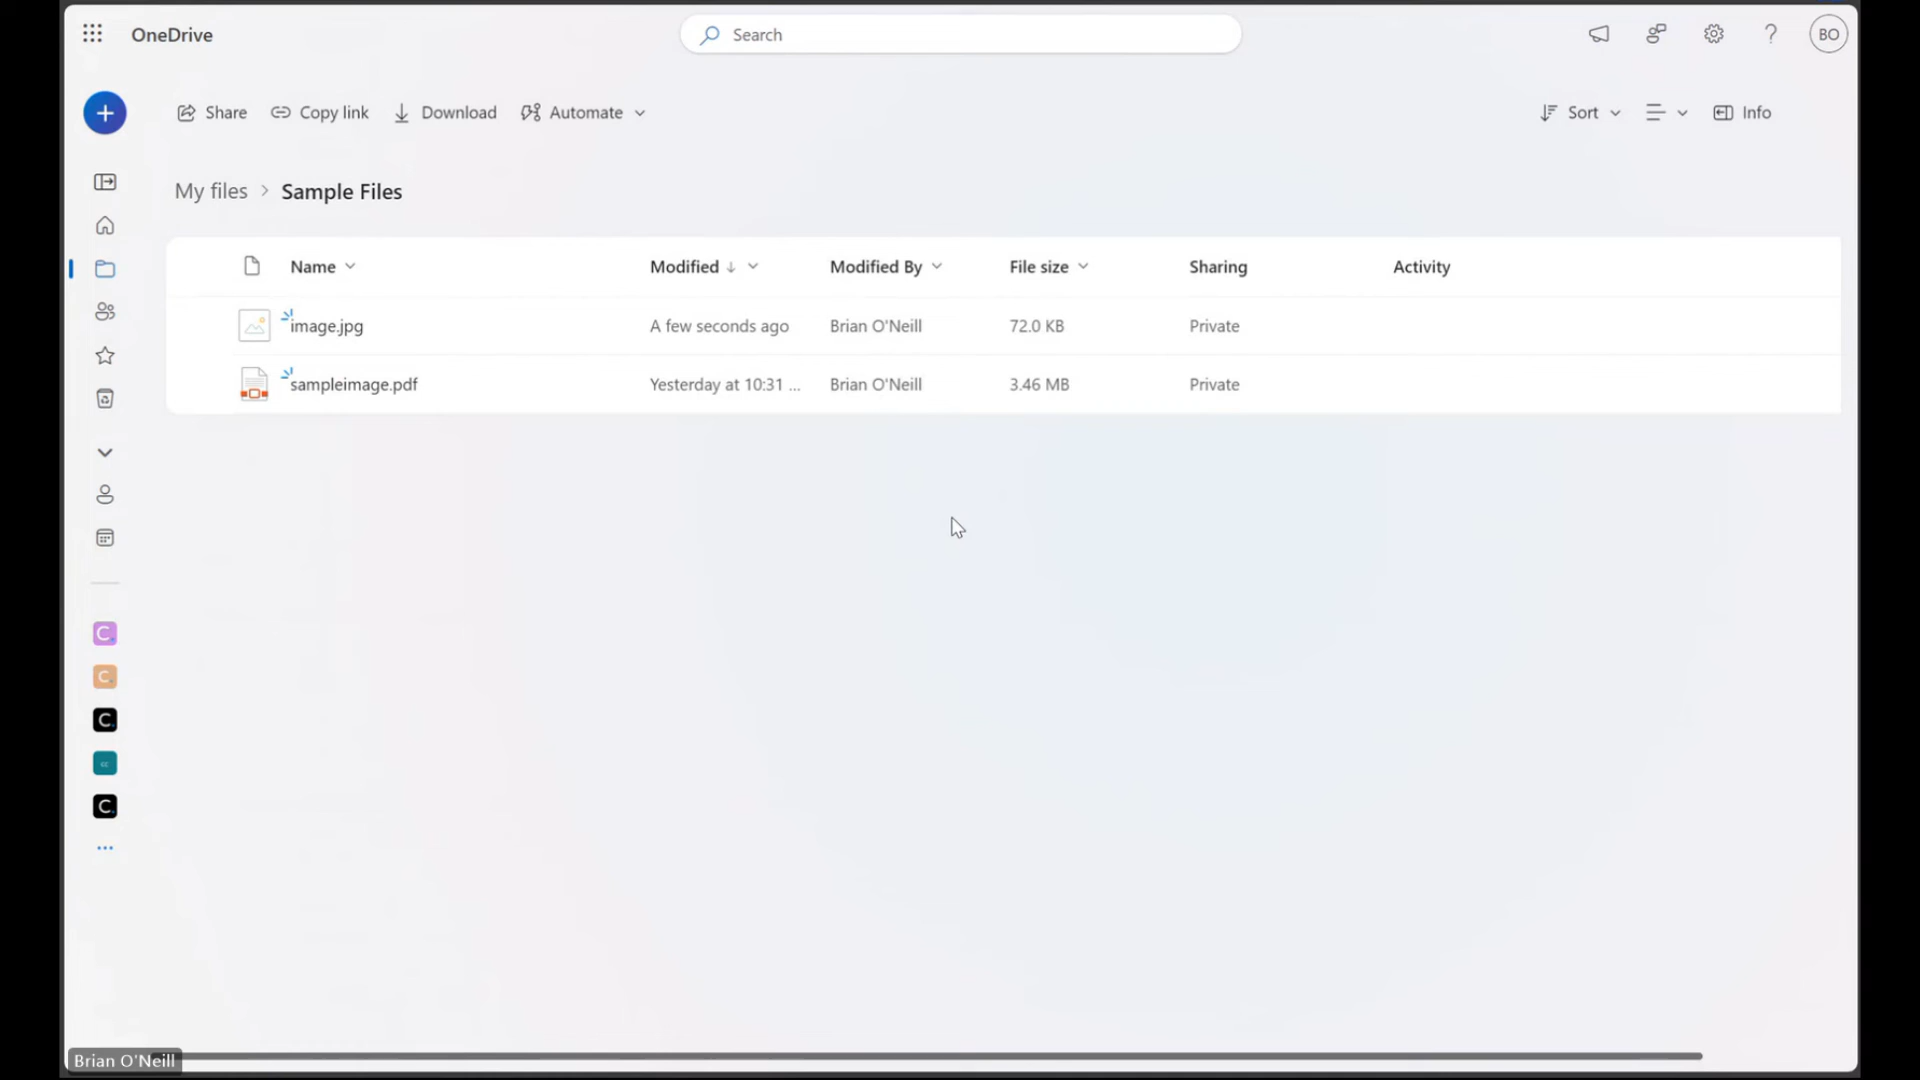 OneDrive
Search
BO
Share
Copy link
Download
Automate
Sort
Info
My files > Sample Files
Name
Modified ↓
Modified By
File size
Sharing
Activity
image.jpg
A few seconds ago
Brian O'Neill
72.0 KB
Private
sampleimage.pdf
Yesterday at 10:31 ...
Brian O'Neill
3.46 MB
Private
C.
C.
C.
cc
C.
Brian O'Neill